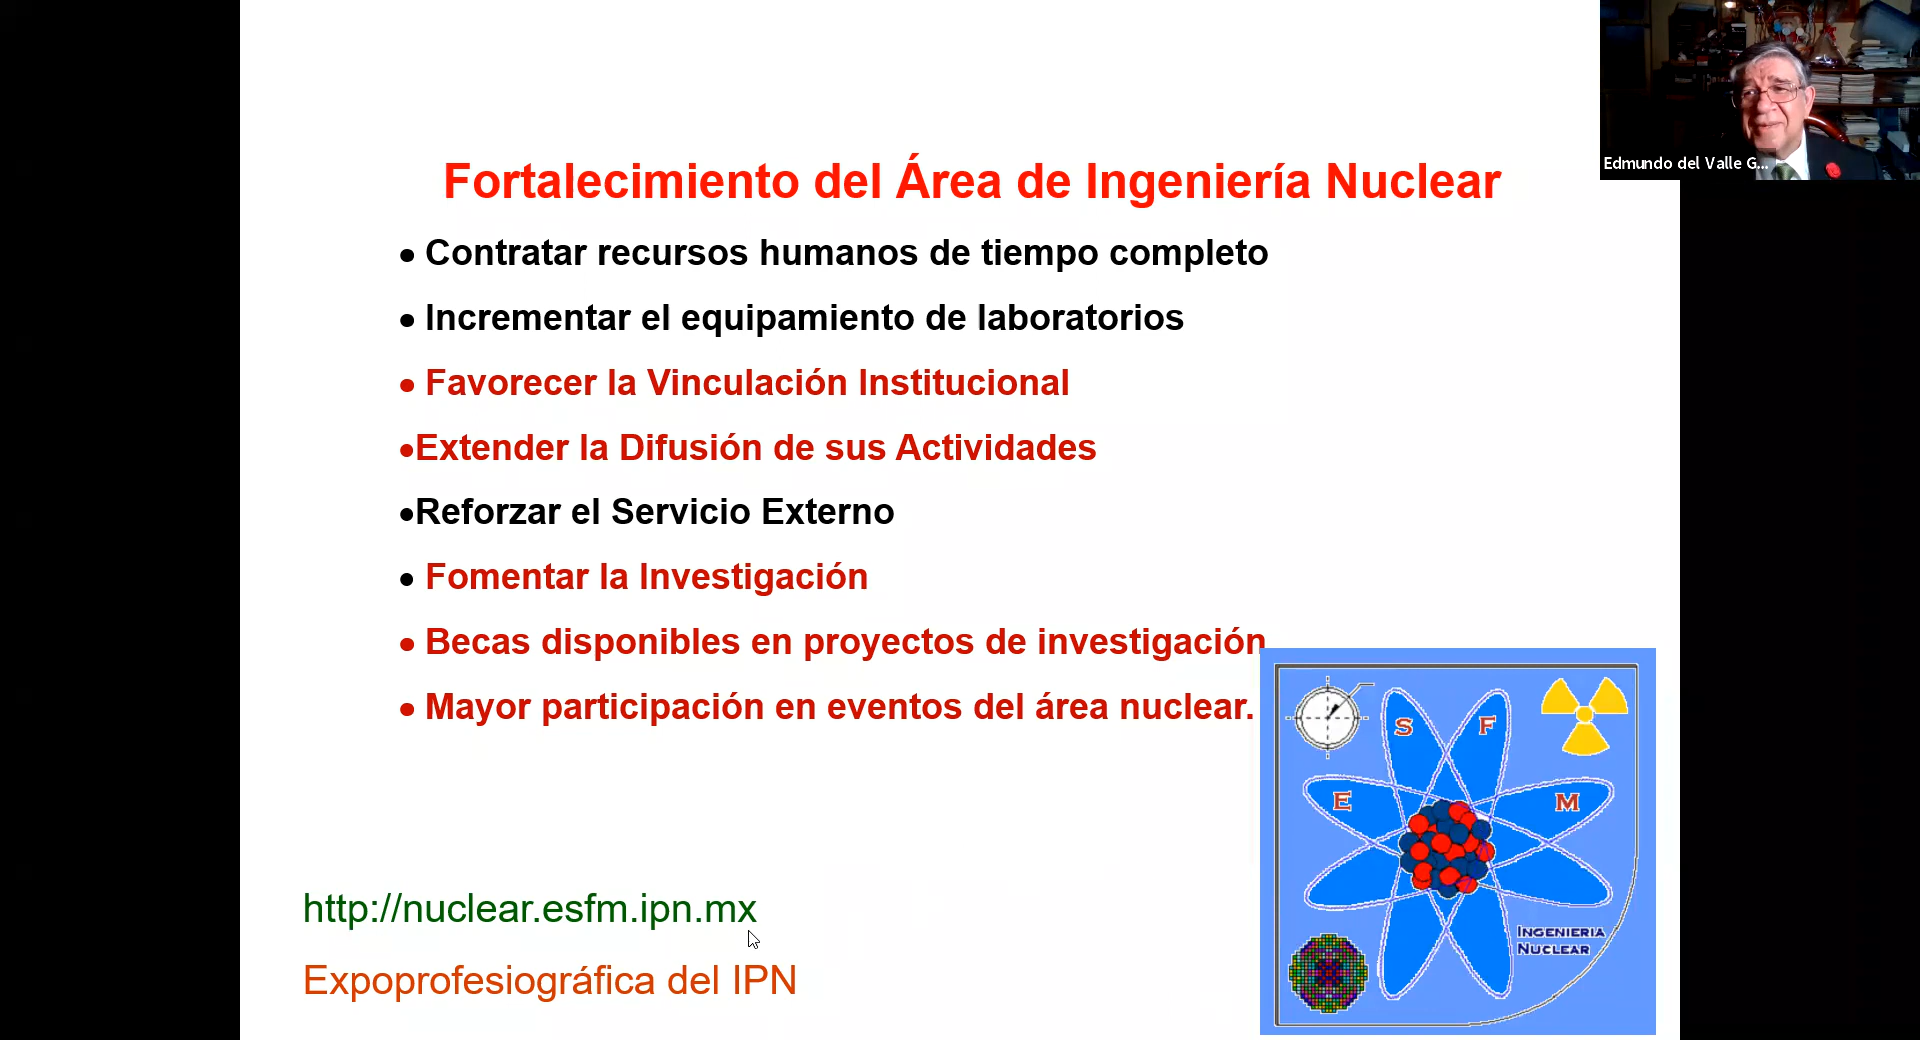 Fortalecimiento del Área de Ingeniería Nuclear
• Contratar recursos humanos de tiempo completo
• Incrementar el equipamiento de laboratorios
• Favorecer la Vinculación Institucional
•Extender la Difusión de sus Actividades
•Reforzar el Servicio Externo
• Fomentar la Investigación
• Becas disponibles en proyectos de investigación
• Mayor participación en eventos del área nuclear.
http://nuclear.esfm.ipn.mx
Expoprofesiográfica del IPN
Edmundo del Valle G...
E S F M
INGENIERIA
NUCLEAR